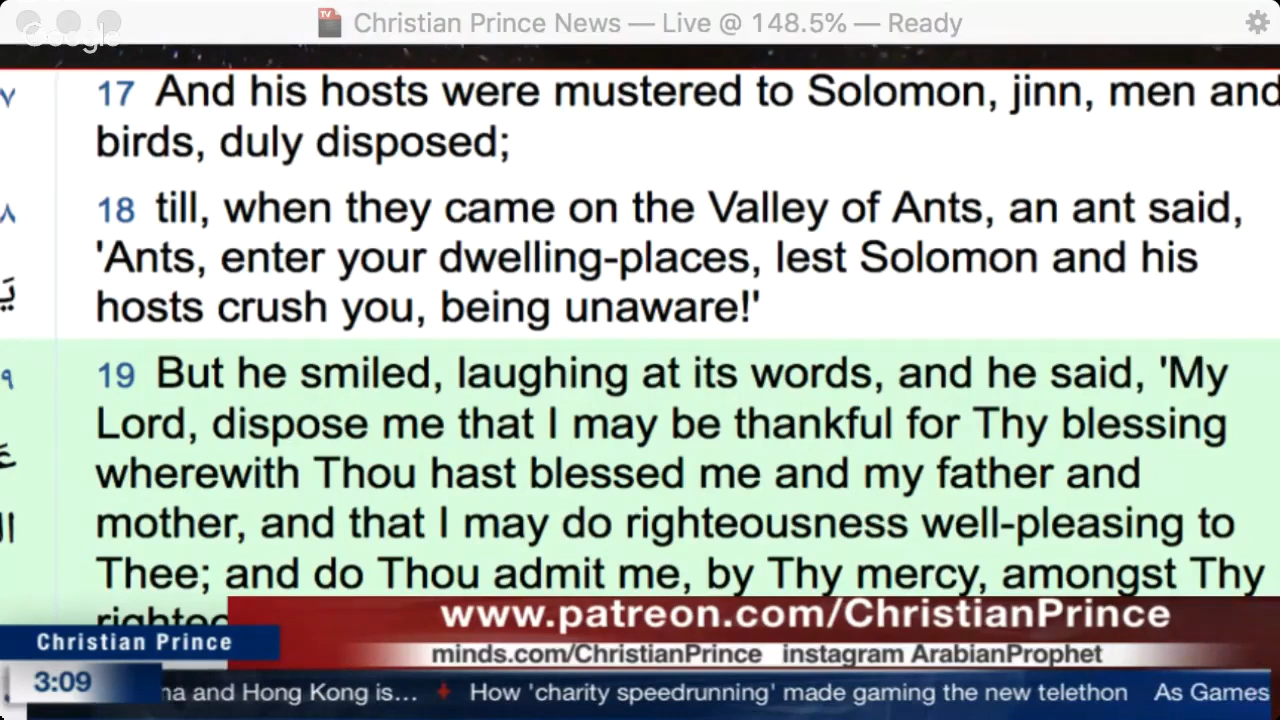 Google
TV
Christian Prince News — Live @ 148.5% — Ready
17 And his hosts were mustered to Solomon, jinn, men and
birds, duly disposed;
18 till, when they came on the Valley of Ants, an ant said,
'Ants, enter your dwelling-places, lest Solomon and his
hosts crush you, being unaware!'
19 But he smiled, laughing at its words, and he said, 'My
Lord, dispose me that I may be thankful for Thy blessing
wherewith Thou hast blessed me and my father and
mother, and that I may do righteousness well-pleasing to
Thee; and do Thou admit me, by Thy mercy, amongst Thy
www.patreon.com/ChristianPrince
Christian Prince
minds.com/ChristianPrince instagram ArabianProphet
3:09
and Hong Kong is... How 'charity speedrunning' made gaming the new telethon As Games